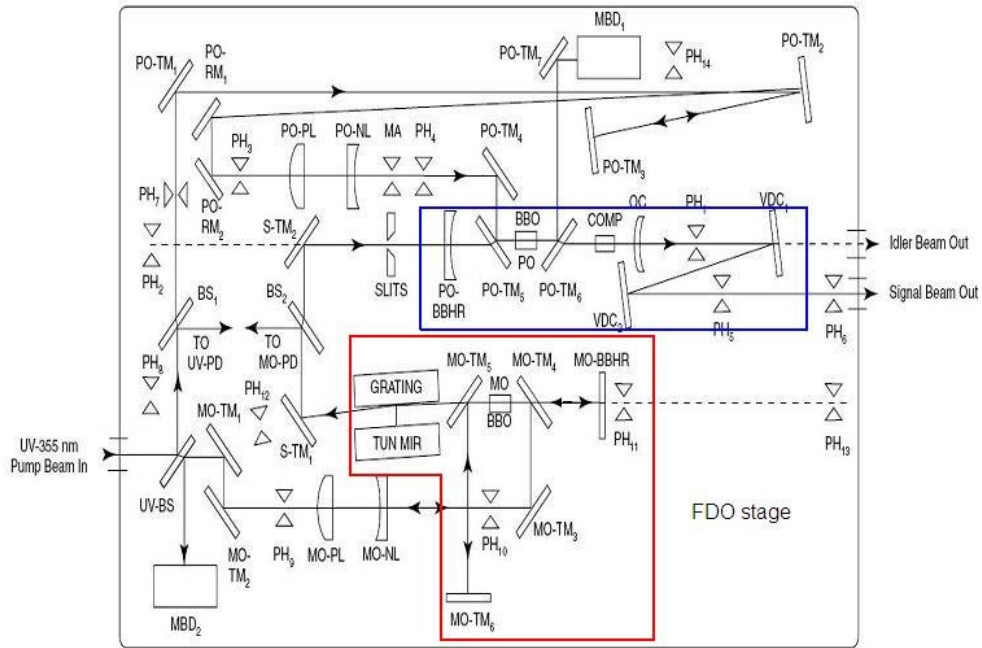 MBD₁
PO-TM₇
PH₁₄
PO-TM₂
PO-TM₁
PO-
RM₁
PO-TM₃
PH₃
PO-PL
PO-NL
MA
PH₄
PO-TM₄
PH₇
PO-
RM₂
S-TM₂
PH₂
SLITS
PO-
BBHR
PO-TM₅
BBO
PO
PO-TM₆
COMP
OC
PH₁
VDC₁
Idler Beam Out
VDC₂
PH₅
Signal Beam Out
PH₆
BS₁
BS₂
TO
UV-PD
TO
MO-PD
PH₈
PH₁₂
MO-TM₁
S-TM₁
GRATING
TUN MIR
MO-TM₅
MO
BBO
MO-TM₄
MO-BBHR
PH₁₁
PH₁₃
UV-355 nm
Pump Beam In
UV-BS
MO-
TM₂
PH₉
MO-PL
MO-NL
PH₁₀
MO-TM₃
FDO stage
MBD₂
MO-TM₆